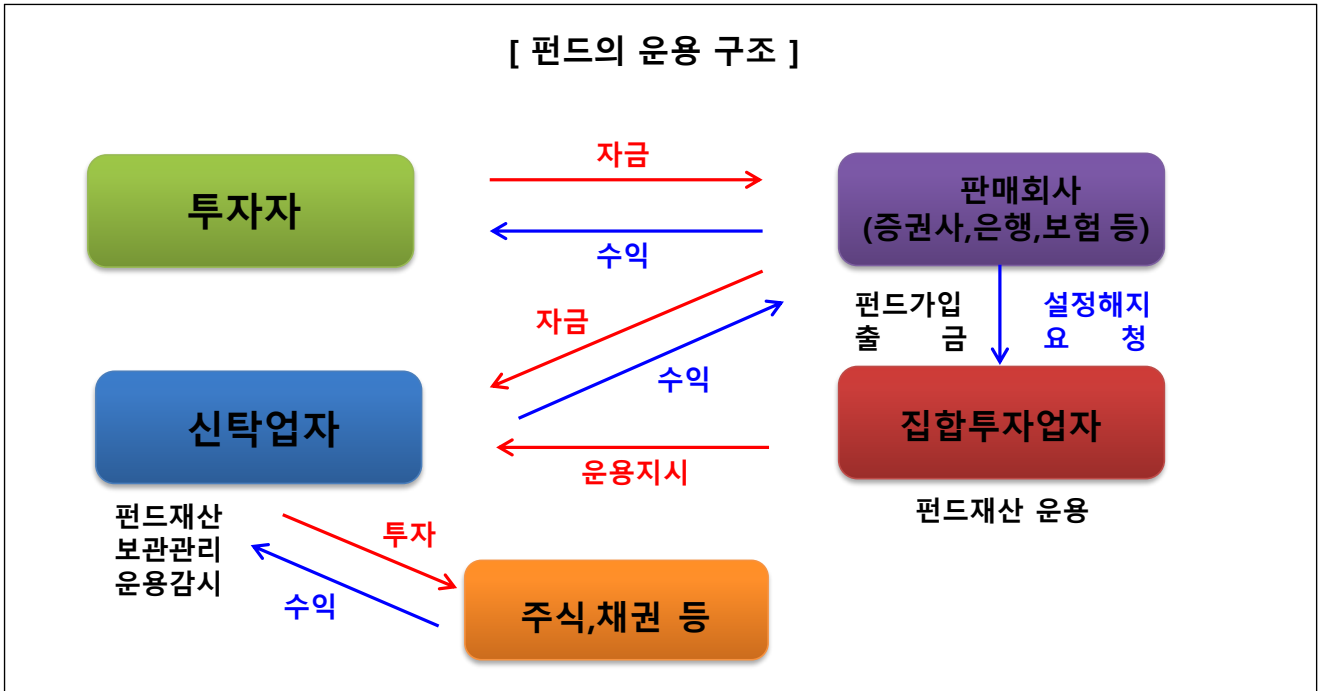 [ 펀드의 운용 구조 ]
투자자
자금
수익
판매회사
(증권사,은행,보험 등)
자금
수익
펀드가입
출 금
설정해지
요 청
신탁업자
운용지시
집합투자업자
펀드재산
보관관리
운용감시
펀드재산 운용
투자
수익
주식,채권 등